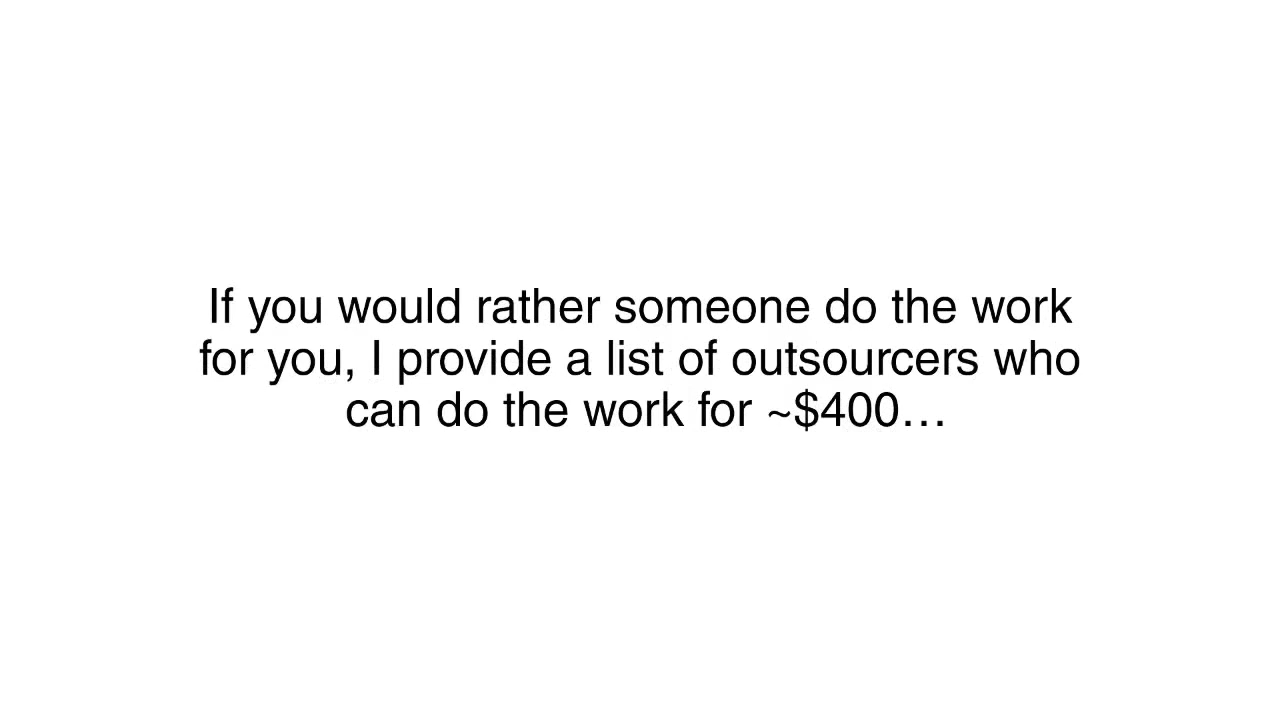 If you would rather someone do the work
for you, I provide a list of outsourcers who
can do the work for ~$400…